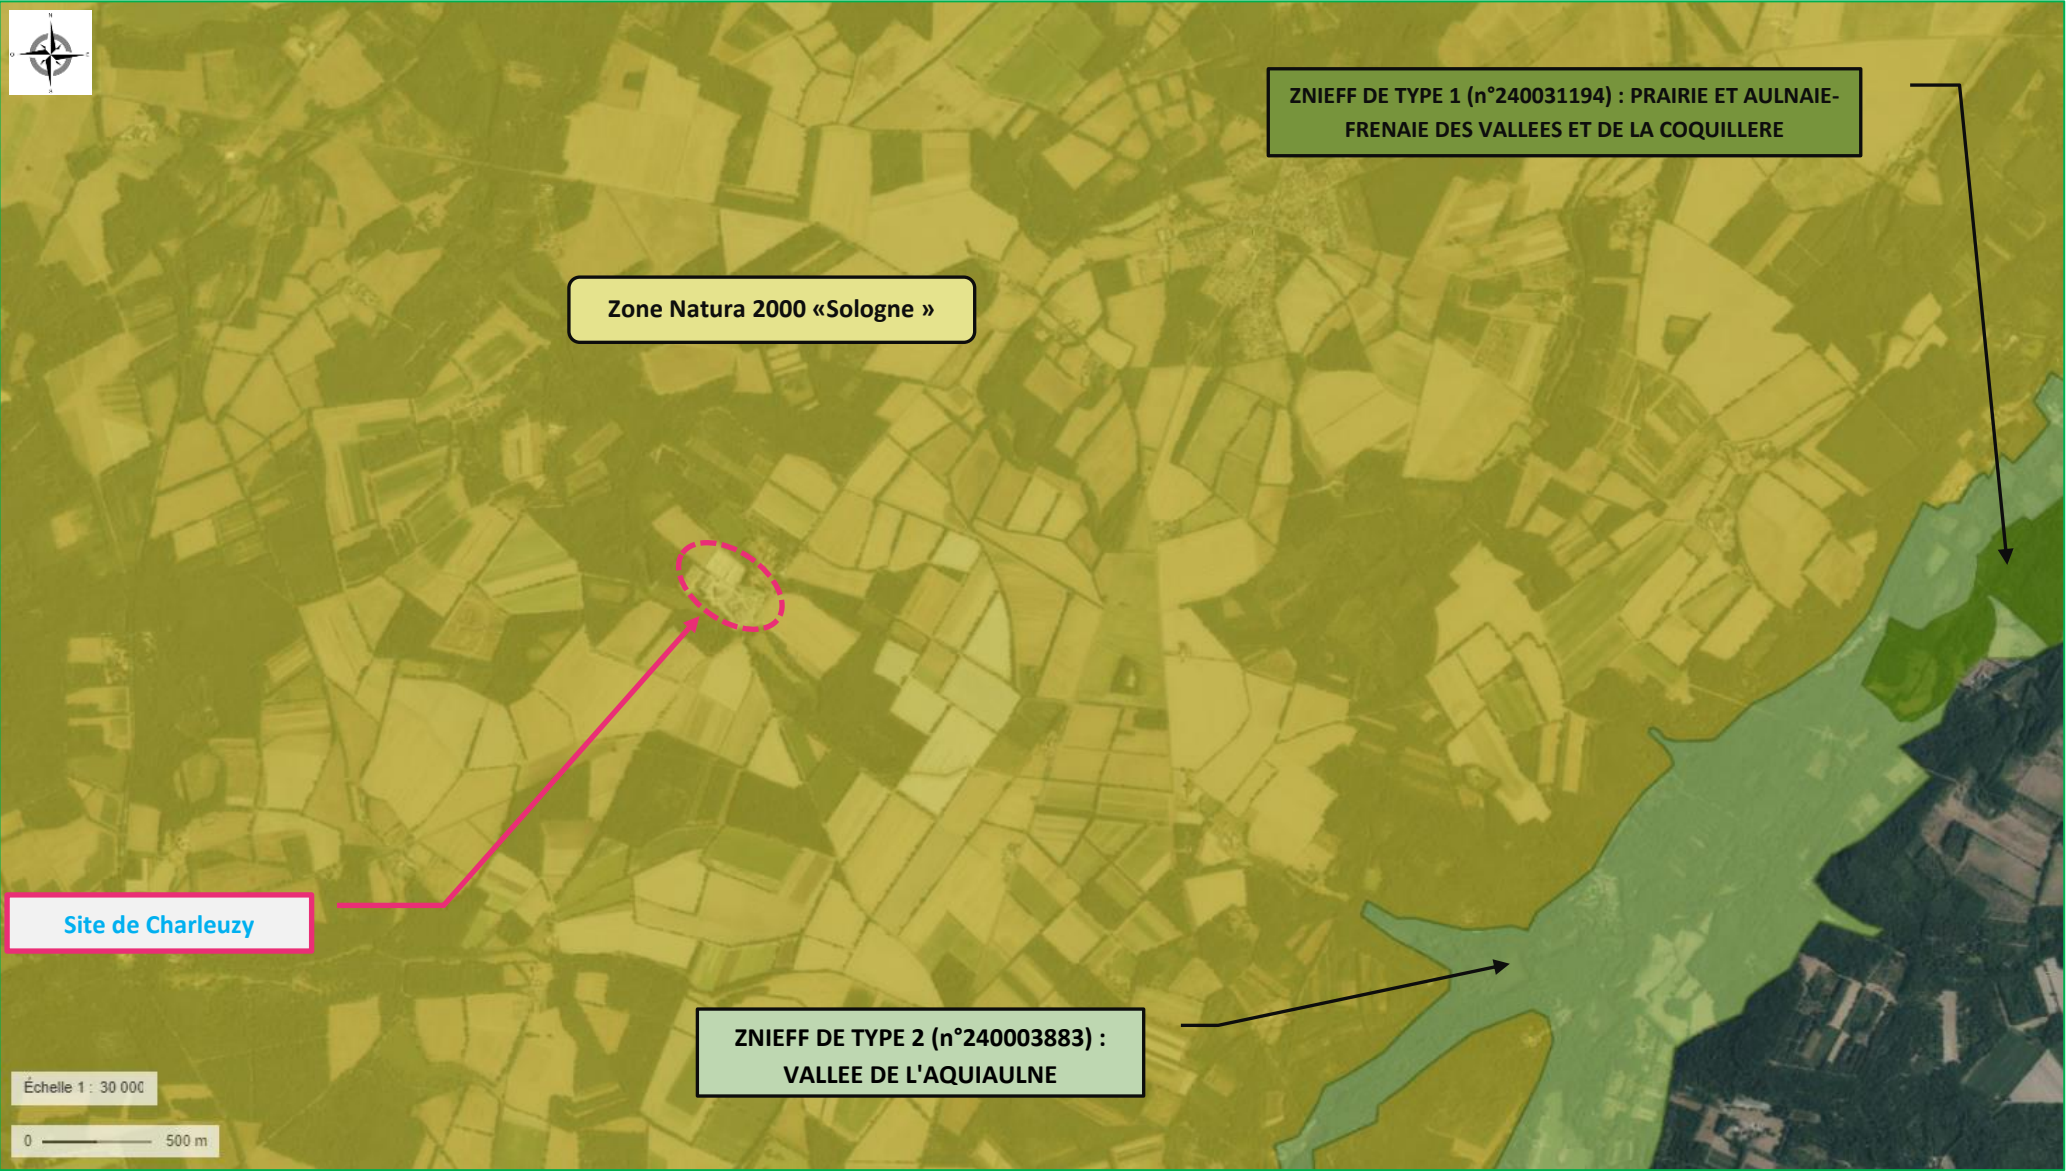 N
O
E
S
ZNIEFF DE TYPE 1 (n°240031194) : PRAIRIE ET AULNAIE-
FRENAIE DES VALLEES ET DE LA COQUILLERE
Zone Natura 2000 «Sologne »
Site de Charleuzy
ZNIEFF DE TYPE 2 (n°240003883) :
VALLEE DE L'AQUIAULNE
Échelle 1 : 30 000
0 500 m